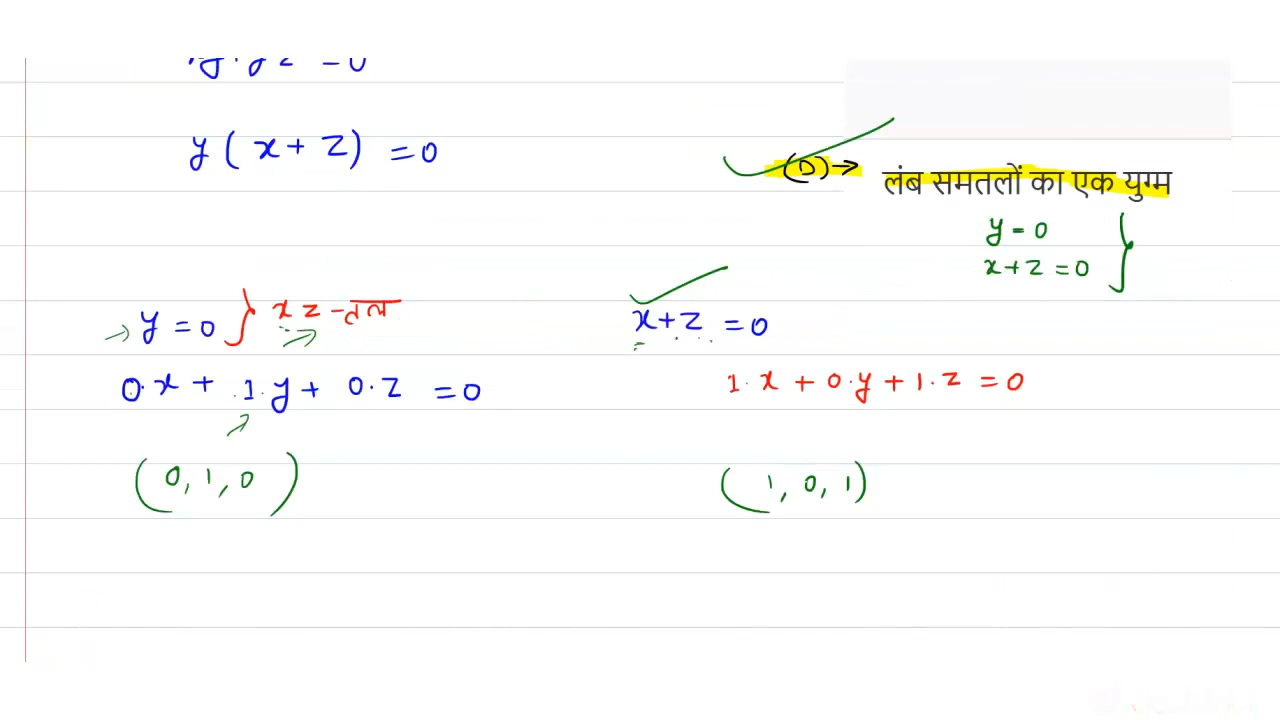 y(x+z) = 0
(D)→ लंब समतलों का एक युग्म
y = 0
x+z = 0 }
→ y = 0 } xz-तल
x+z = 0
0·x + 1·y + 0·z = 0
1·x + 0·y + 1·z = 0
(0, 1, 0)
(1, 0, 1)